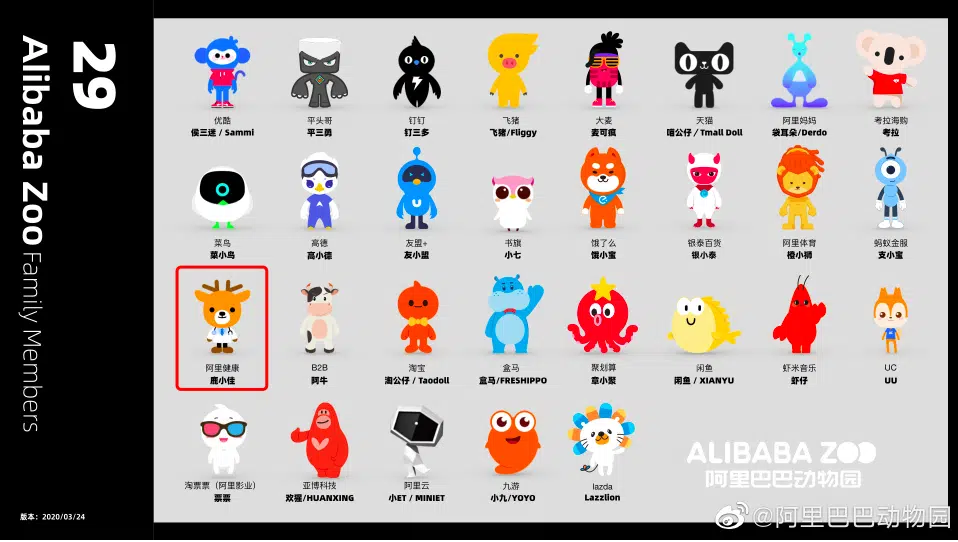 29
Alibaba Zoo Family Members
优酷
侯三迷 / Sammi
平头哥
平三勇
钉钉
钉三多
飞猪
飞猪/Fliggy
大麦
麦可疯
天猫
喵公仔 / Tmall Doll
阿里妈妈
袋耳朵/Derdo
考拉海购
考拉
菜鸟
菜小鸟
高德
高小德
友盟+
友小盟
书旗
小七
饿了么
饿小宝
银泰百货
银小泰
阿里体育
橙小狮
蚂蚁金服
支小宝
阿里健康
鹿小佳
B2B
阿牛
淘宝
淘公仔 / Taodoll
盒马
盒马/FRESHIPPO
聚划算
章小聚
闲鱼
闲鱼 / XIANYU
虾米音乐
虾仔
UC
UU
淘票票（阿里影业）
票票
亚博科技
欢猩/HUANXING
阿里云
小ET / MINIET
九游
小九/YOYO
lazda
Lazzlion
ALIBABA ZOO
阿里巴巴动物园
版本：2020/03/24
@阿里巴巴动物园